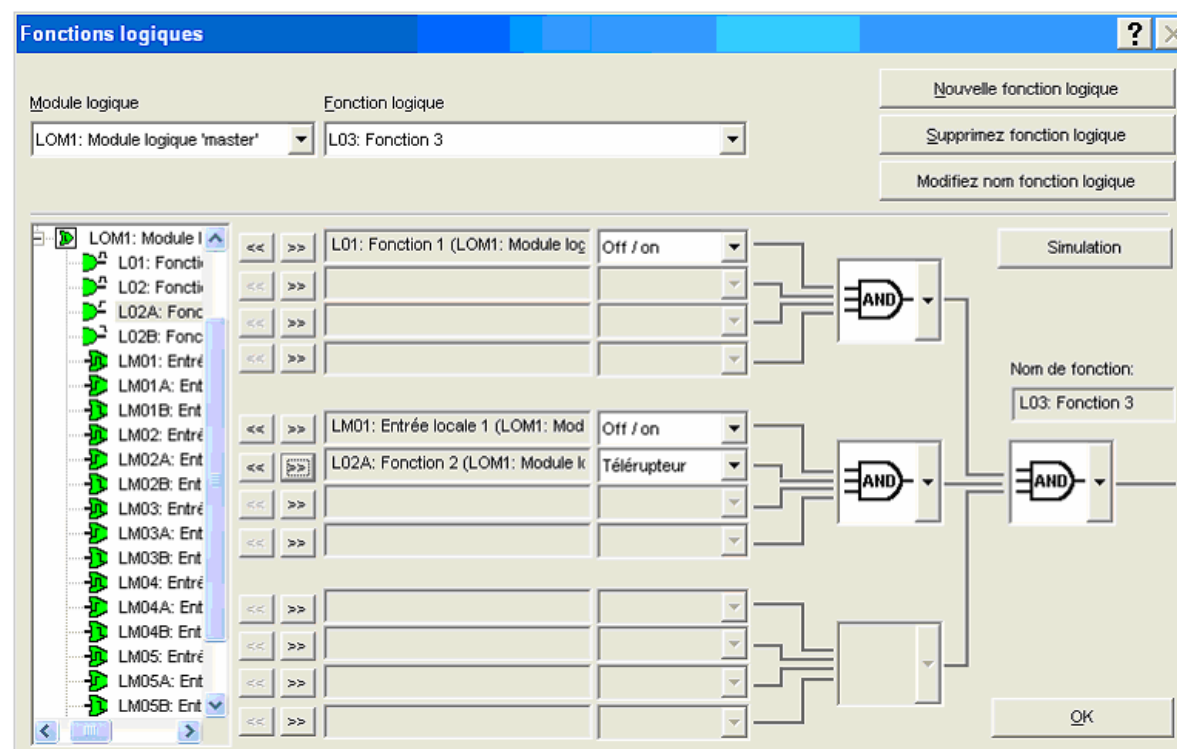 Fonctions logiques
?
Module logique
Fonction logique
LOM1: Module logique 'master'
L03: Fonction 3
Nouvelle fonction logique
Supprimez fonction logique
Modifiez nom fonction logique
LOM1: Module l
L01: Foncti
L02: Foncti
L02A: Fonc
L02B: Fonc
LM01: Entré
LM01A: Ent
LM01B: Ent
LM02: Entré
LM02A: Ent
LM02B: Ent
LM03: Entré
LM03A: Ent
LM03B: Ent
LM04: Entré
LM04A: Ent
LM04B: Ent
LM05: Entré
LM05A: Ent
LM05B: Ent
<< >> L01: Fonction 1 (LOM1: Module log Off / on
<< >>
<< >>
<< >>
AND
Simulation
<< >> LM01: Entrée locale 1 (LOM1: Mod Off / on
<< >> L02A: Fonction 2 (LOM1: Module lo Télérupteur
<< >>
<< >>
AND
Nom de fonction:
L03: Fonction 3
AND
<< >>
<< >>
<< >>
<< >>
OK